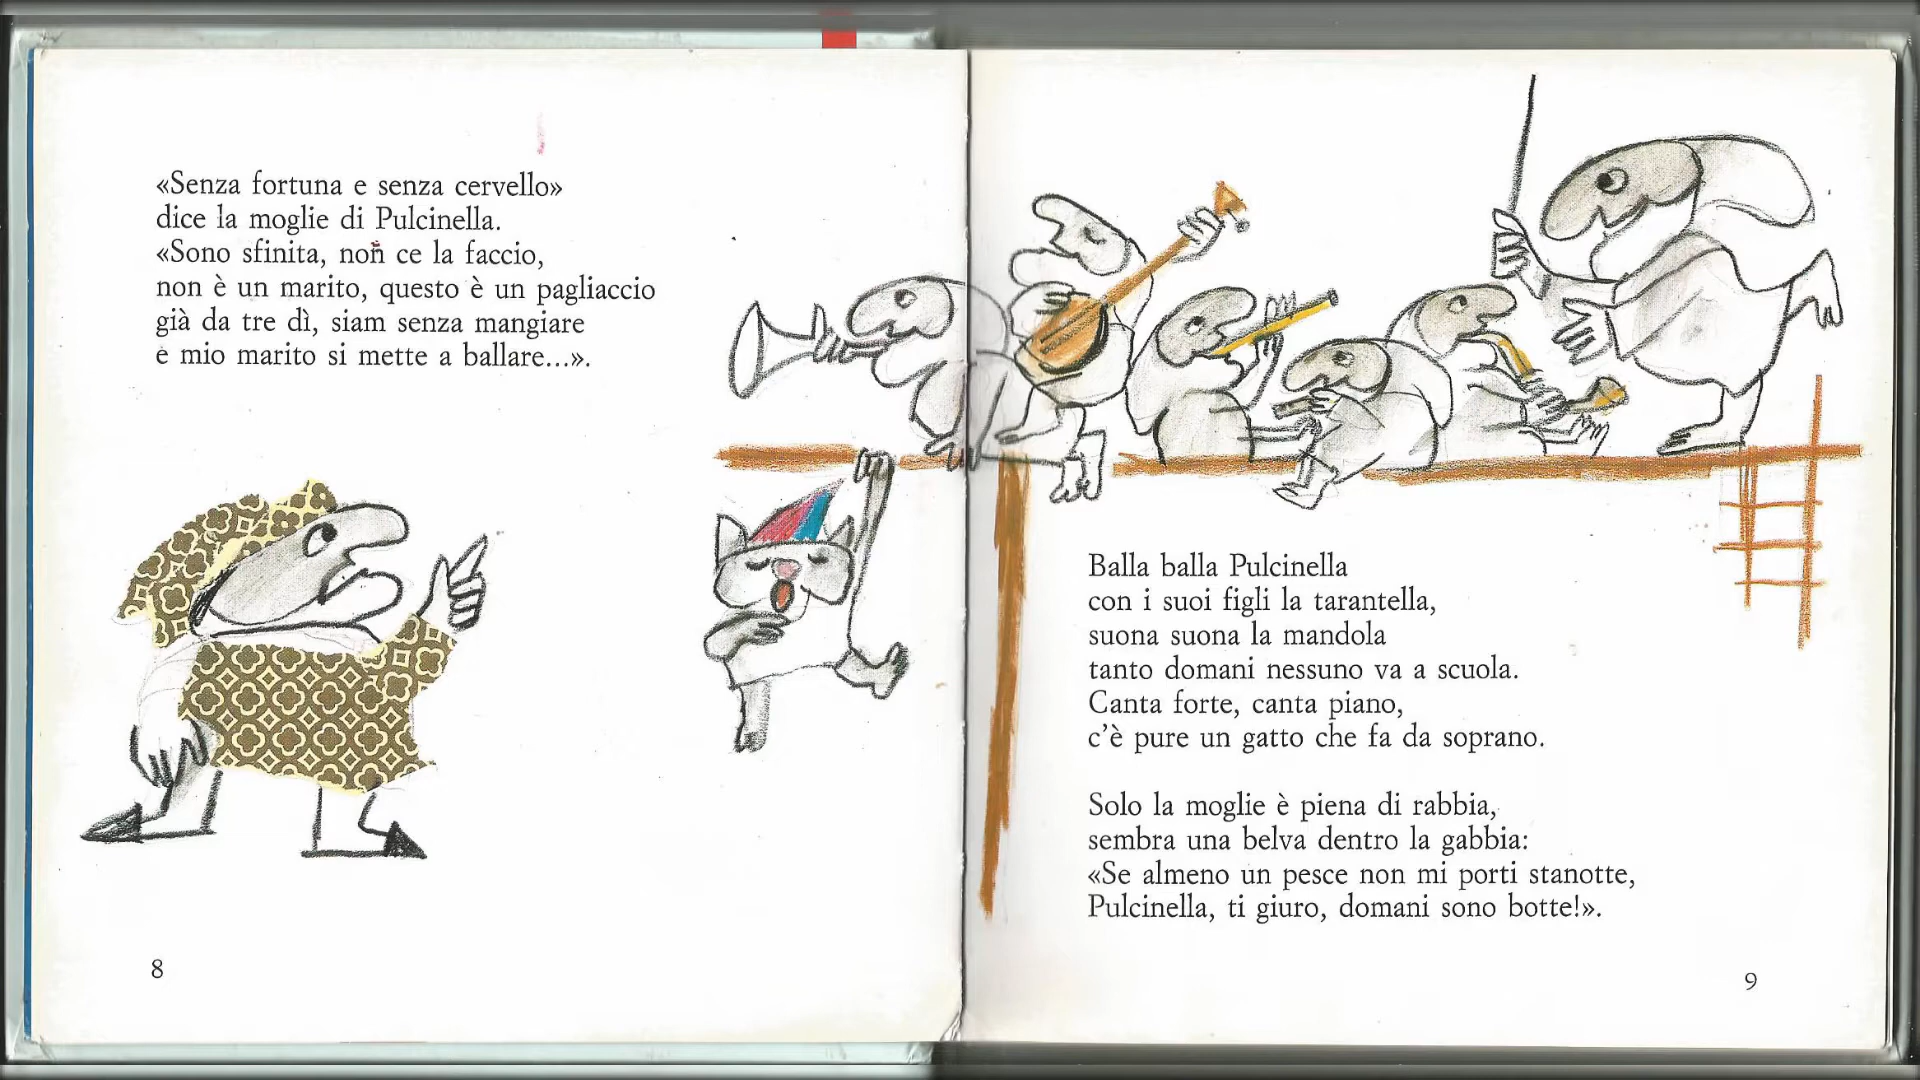 «Senza fortuna e senza cervello»
dice la moglie di Pulcinella.
«Sono sfinita, non ce la faccio,
non è un marito, questo è un pagliaccio
già da tre dì, siam senza mangiare
e mio marito si mette a ballare...».
8
Balla balla Pulcinella
con i suoi figli la tarantella,
suona suona la mandola
tanto domani nessuno va a scuola.
Canta forte, canta piano,
c'è pure un gatto che fa da soprano.
Solo la moglie è piena di rabbia,
sembra una belva dentro la gabbia:
«Se almeno un pesce non mi porti stanotte,
Pulcinella, ti giuro, domani sono botte!».
9